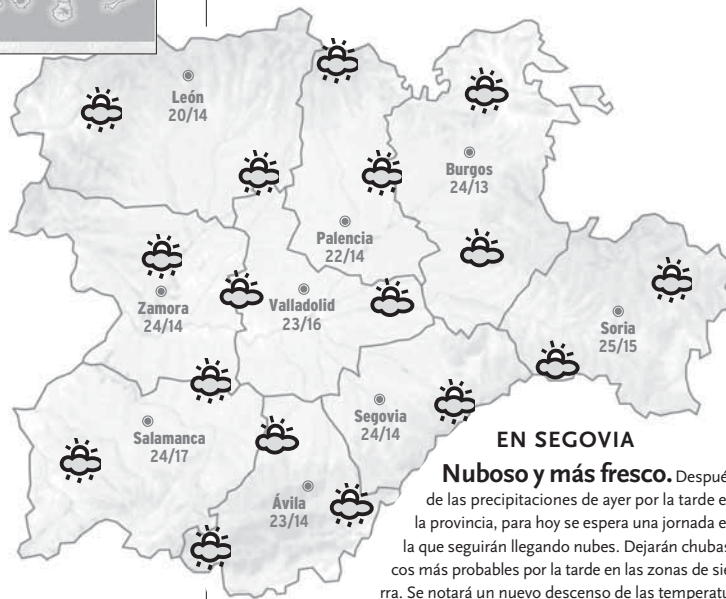 León
20/14
Burgos
24/13
Palencia
22/14
Zamora
24/14
Valladolid
23/16
Soria
25/15
Salamanca
24/17
Segovia
24/14
Ávila
23/14
EN SEGOVIA
Nuboso y más fresco. Despué
de las precipitaciones de ayer por la tarde e
la provincia, para hoy se espera una jornada e
la que seguirán llegando nubes. Dejarán chubas
cos más probables por la tarde en las zonas de sie
rra. Se notará un nuevo descenso de las temperatu